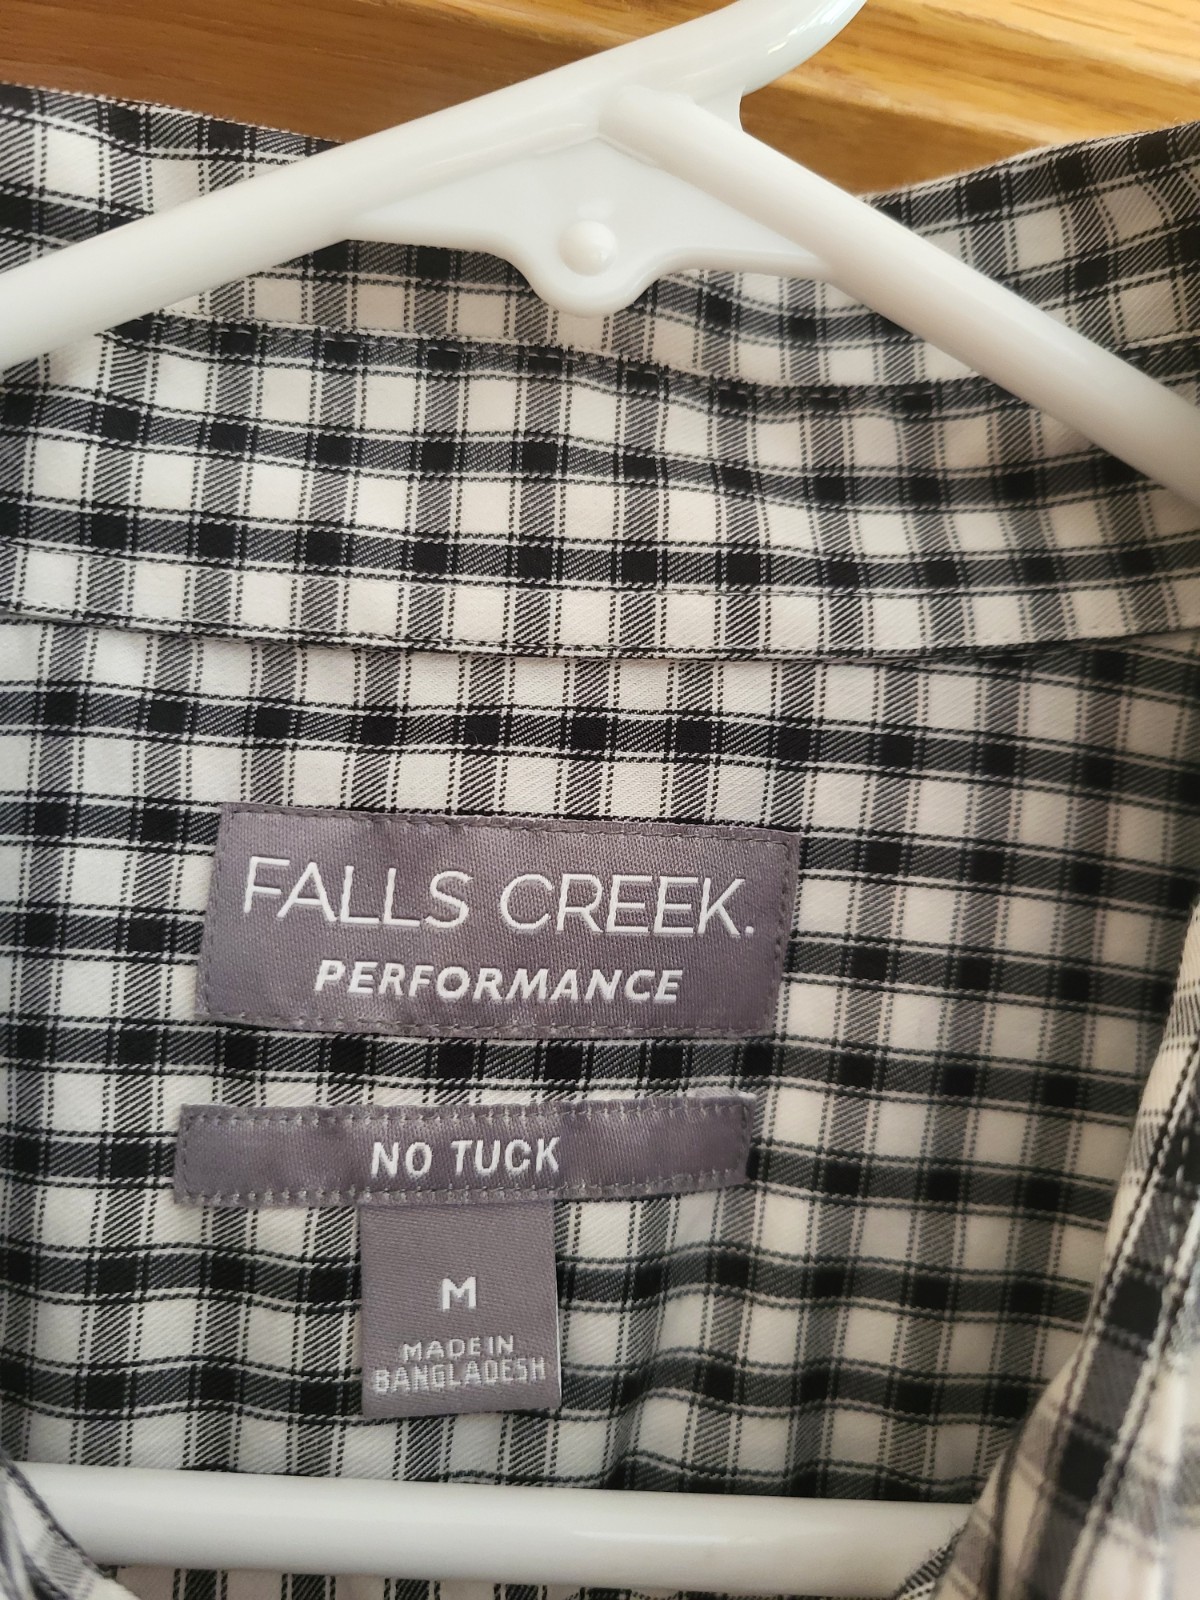 FALLS CREEK.
PERFORMANCE
NO TUCK
M
MADE IN
BANGLADESH